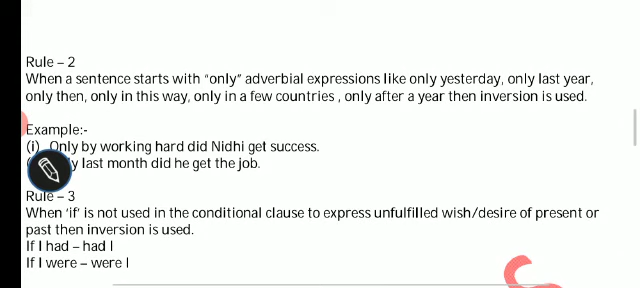 Rule – 2
When a sentence starts with “only” adverbial expressions like only yesterday, only last year,
only then, only in this way, only in a few countries , only after a year then inversion is used.
Example:-
(i) Only by working hard did Nidhi get success.
last month did he get the job.
Rule – 3
When ‘if’ is not used in the conditional clause to express unfulfilled wish/desire of present or
past then inversion is used.
If I had – had I
If I were – were I